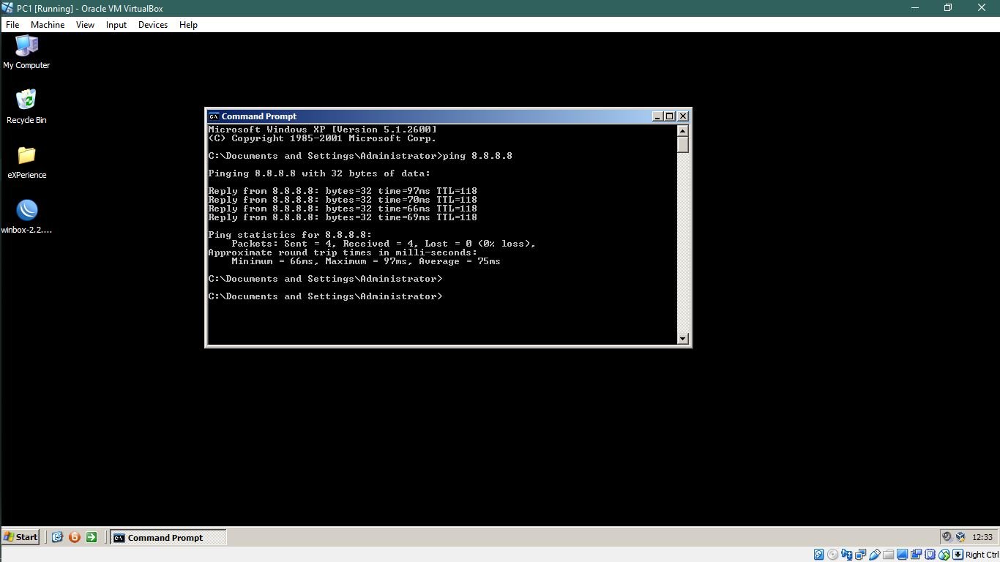 PC1 [Running] - Oracle VM VirtualBox
File Machine View Input Devices Help
My Computer
Recycle Bin
eXPerience
winbox-2.2....
Command Prompt
Microsoft Windows XP [Version 5.1.2600]
(C) Copyright 1985-2001 Microsoft Corp.
C:\Documents and Settings\Administrator>ping 8.8.8.8
Pinging 8.8.8.8 with 32 bytes of data:
Reply from 8.8.8.8: bytes=32 time=97ms TTL=118
Reply from 8.8.8.8: bytes=32 time=70ms TTL=118
Reply from 8.8.8.8: bytes=32 time=66ms TTL=118
Reply from 8.8.8.8: bytes=32 time=69ms TTL=118
Ping statistics for 8.8.8.8:
Packets: Sent = 4, Received = 4, Lost = 0 (0% loss),
Approximate round trip times in milli-seconds:
Minimum = 66ms, Maximum = 97ms, Average = 75ms
C:\Documents and Settings\Administrator>
C:\Documents and Settings\Administrator>
Start Command Prompt 12:33
Right Ctrl